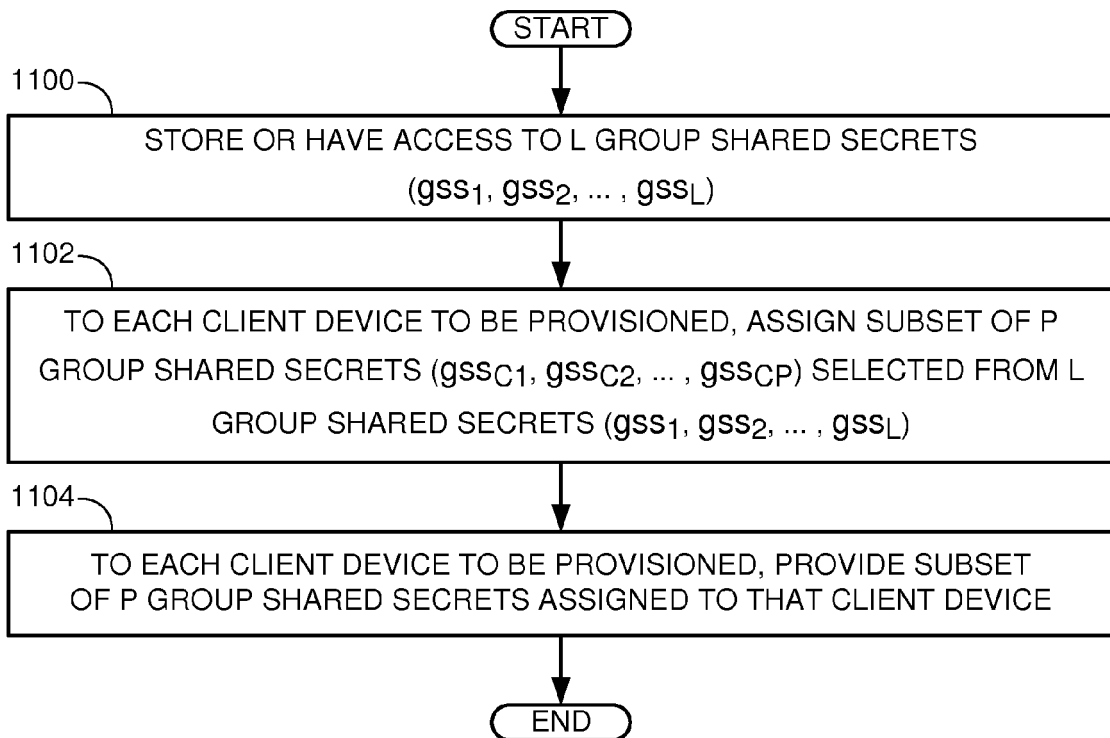 START
1100
STORE OR HAVE ACCESS TO L GROUP SHARED SECRETS
(gss1, gss2, ... , gssL)
1102
TO EACH CLIENT DEVICE TO BE PROVISIONED, ASSIGN SUBSET OF P
GROUP SHARED SECRETS (gssC1, gssC2, ... , gssCP) SELECTED FROM L
GROUP SHARED SECRETS (gss1, gss2, ... , gssL)
1104
TO EACH CLIENT DEVICE TO BE PROVISIONED, PROVIDE SUBSET
OF P GROUP SHARED SECRETS ASSIGNED TO THAT CLIENT DEVICE
END